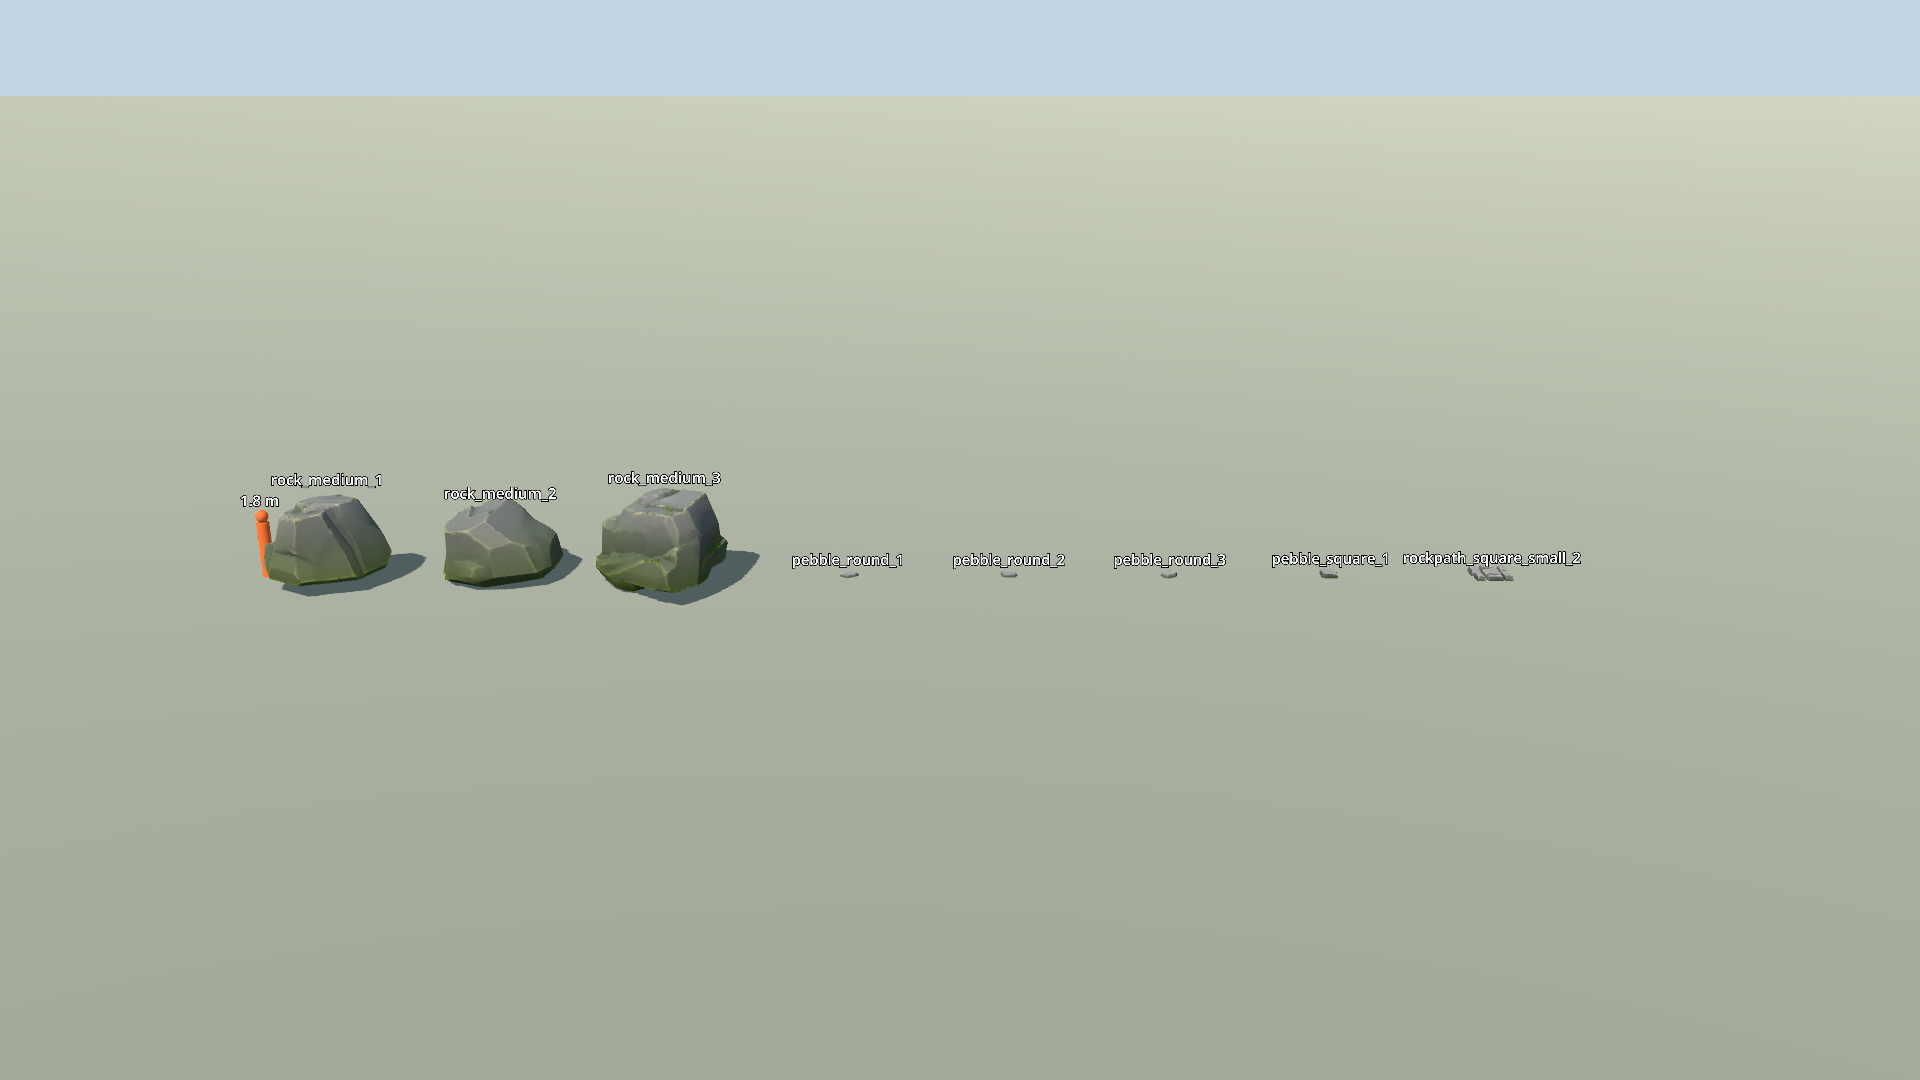 rock_medium_1
1.8 m
rock_medium_2
rock_medium_3
pebble_round_1
pebble_round_2
pebble_round_3
pebble_square_1
rockpath_square_small_2